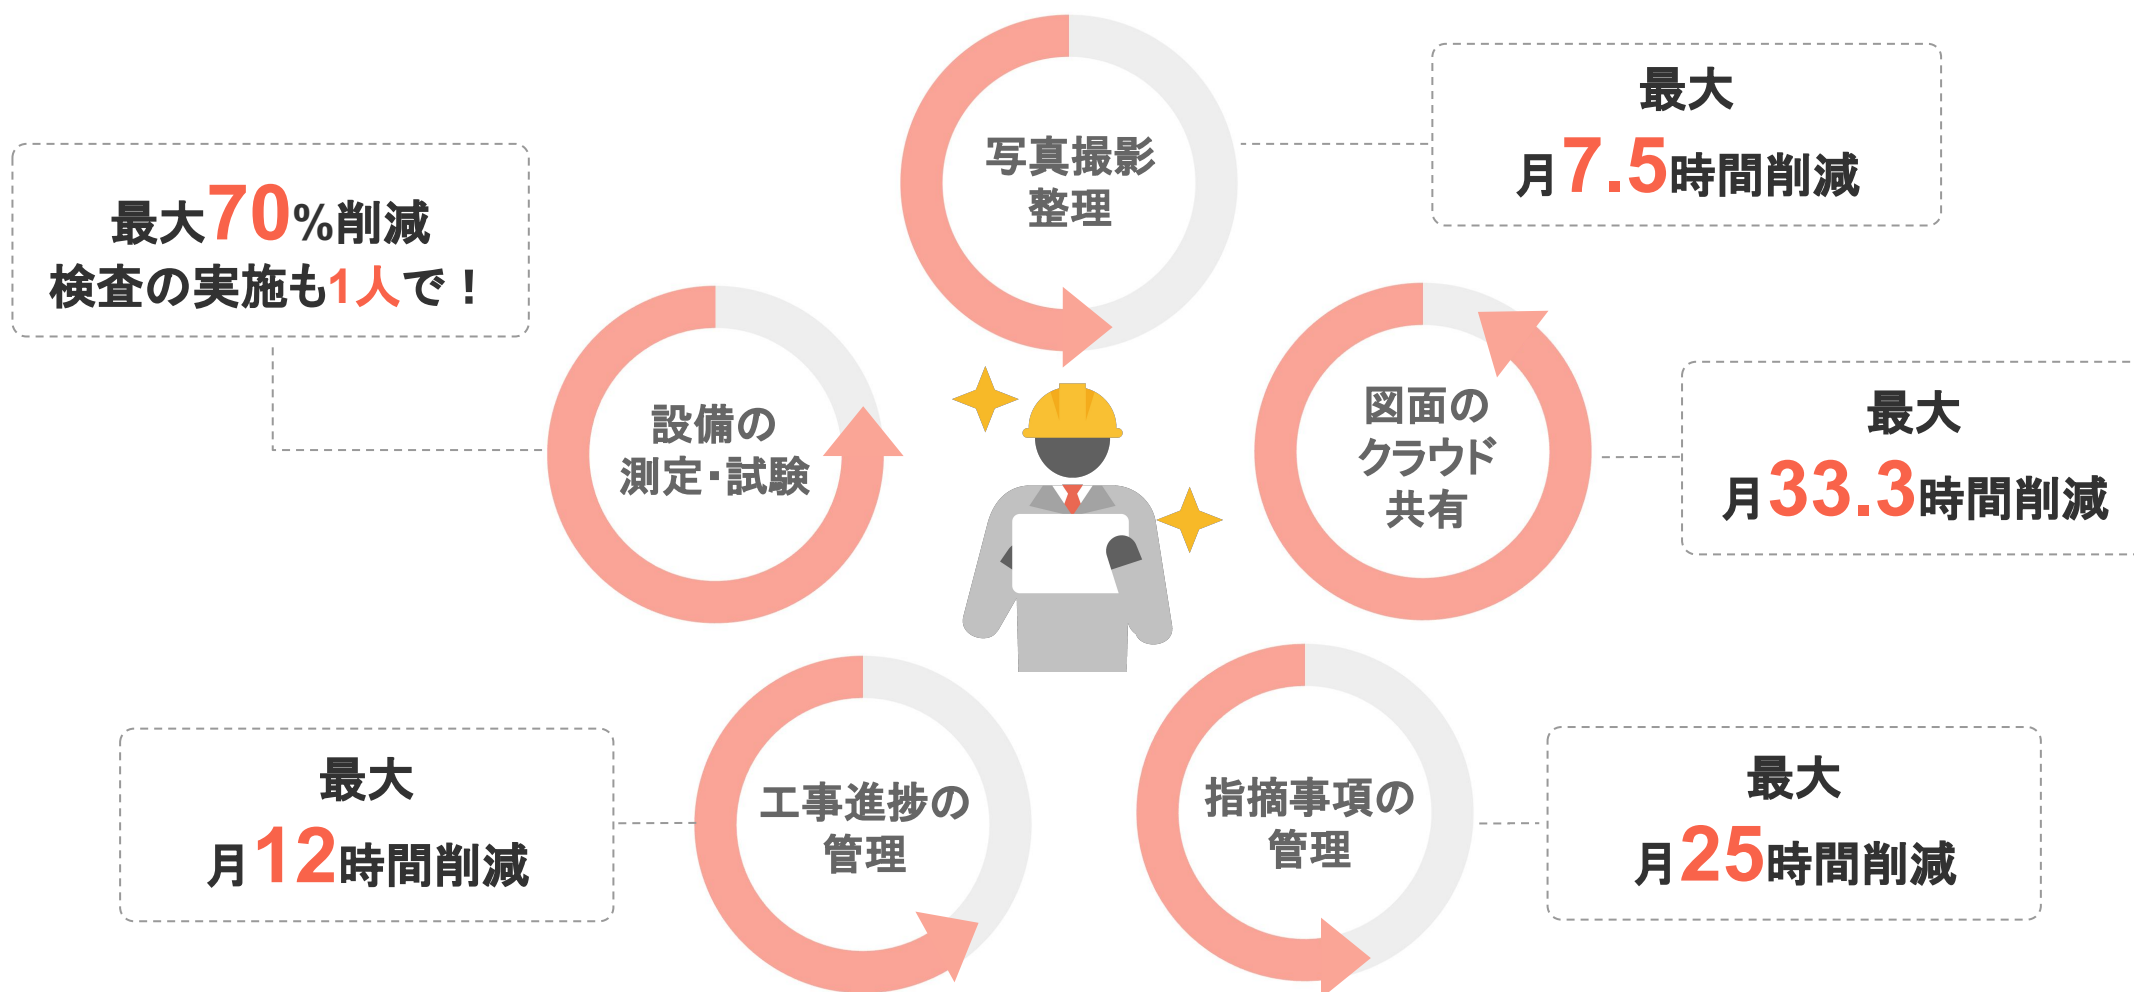 写真撮影
整理
最大
月7.5時間削減
最大70%削減
検査の実施も1人で！
設備の
測定・試験
図面の
クラウド
共有
最大
月33.3時間削減
工事進捗の
管理
最大
月12時間削減
指摘事項の
管理
最大
月25時間削減